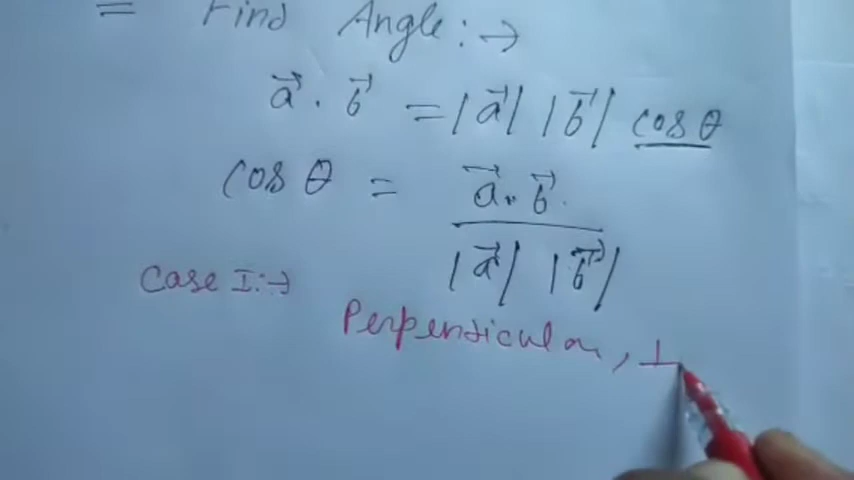 = Find Angle :→
a⃗ . b⃗ = |a⃗| |b⃗| cos θ
cos θ = a⃗ . b⃗ / |a⃗| |b⃗|
Case I :→
Perpendicular, ⊥